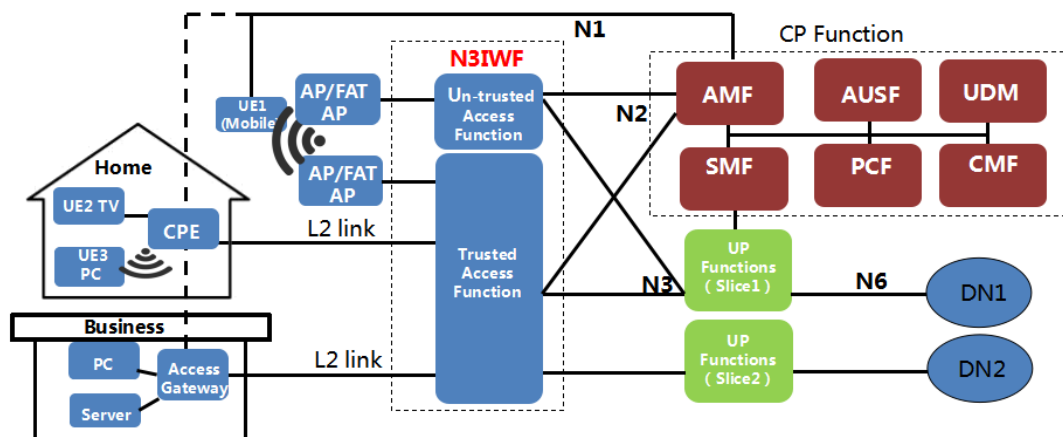 N1
CP Function
N3IWF
UE1
(Mobile)
AP/FAT
AP
Un-trusted
Access
Function
N2
AMF
AUSF
UDM
Home
AP/FAT
AP
SMF
PCF
CMF
UE2 TV
CPE
L2 link
UE3
PC
Trusted
Access
Function
N3
UP
Functions
( Slice1 )
N6
DN1
Business
PC
Access
Gateway
L2 link
UP
Functions
( Slice2 )
DN2
Server